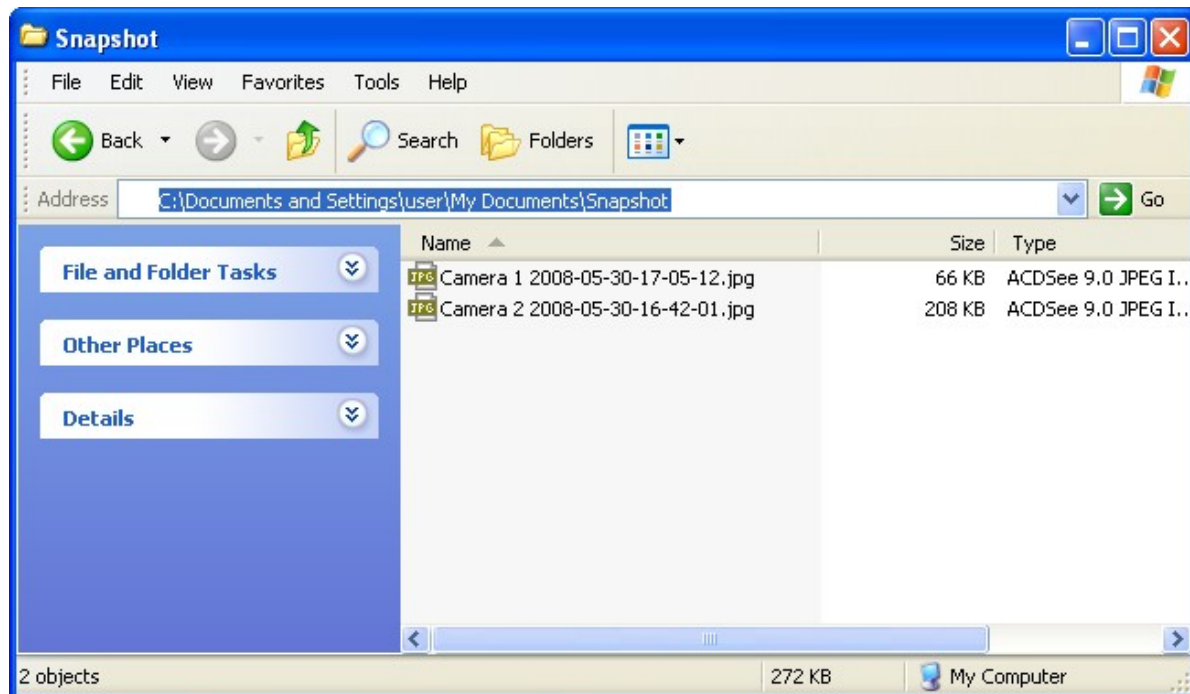 Snapshot
File Edit View Favorites Tools Help
Back Search Folders
Address C:\Documents and Settings\user\My Documents\Snapshot Go
Name Size Type
File and Folder Tasks
JPG Camera 1 2008-05-30-17-05-12.jpg 66 KB ACDSee 9.0 JPEG I..
JPG Camera 2 2008-05-30-16-42-01.jpg 208 KB ACDSee 9.0 JPEG I..
Other Places
Details
2 objects 272 KB My Computer